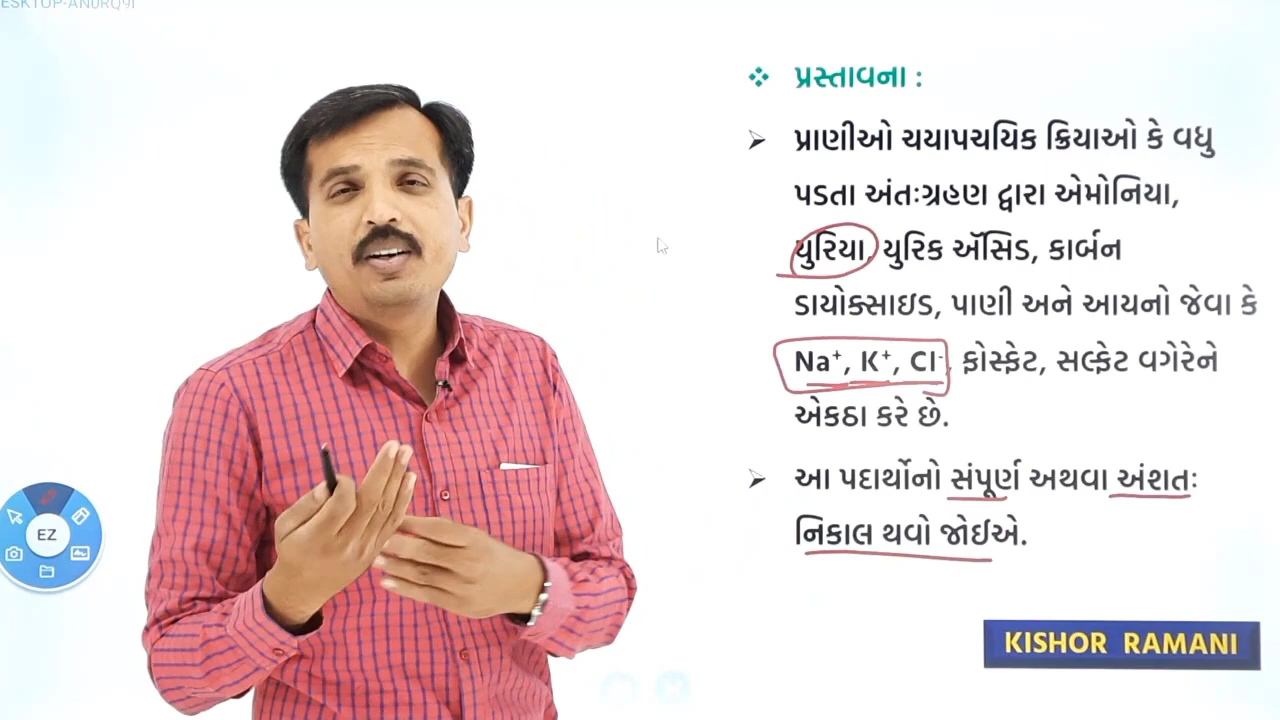 ESKTOP-AN0RQ9I
પ્રસ્તાવના :
પ્રાણીઓ ચયાપચયિક ક્રિયાઓ કે વધુ
પડતા અંતઃગ્રહણ દ્વારા એમોનિયા,
યુરિયા, યુરિક ઍસિડ, કાર્બન
ડાયોક્સાઇડ, પાણી અને આયનો જેવા કે
Na⁺, K⁺, Cl⁻, ફોસ્ફેટ, સલ્ફેટ વગેરેને
એકઠા કરે છે.
આ પદાર્થોનો સંપૂર્ણ અથવા અંશતઃ
નિકાલ થવો જોઈએ.
EZ
KISHOR RAMANI